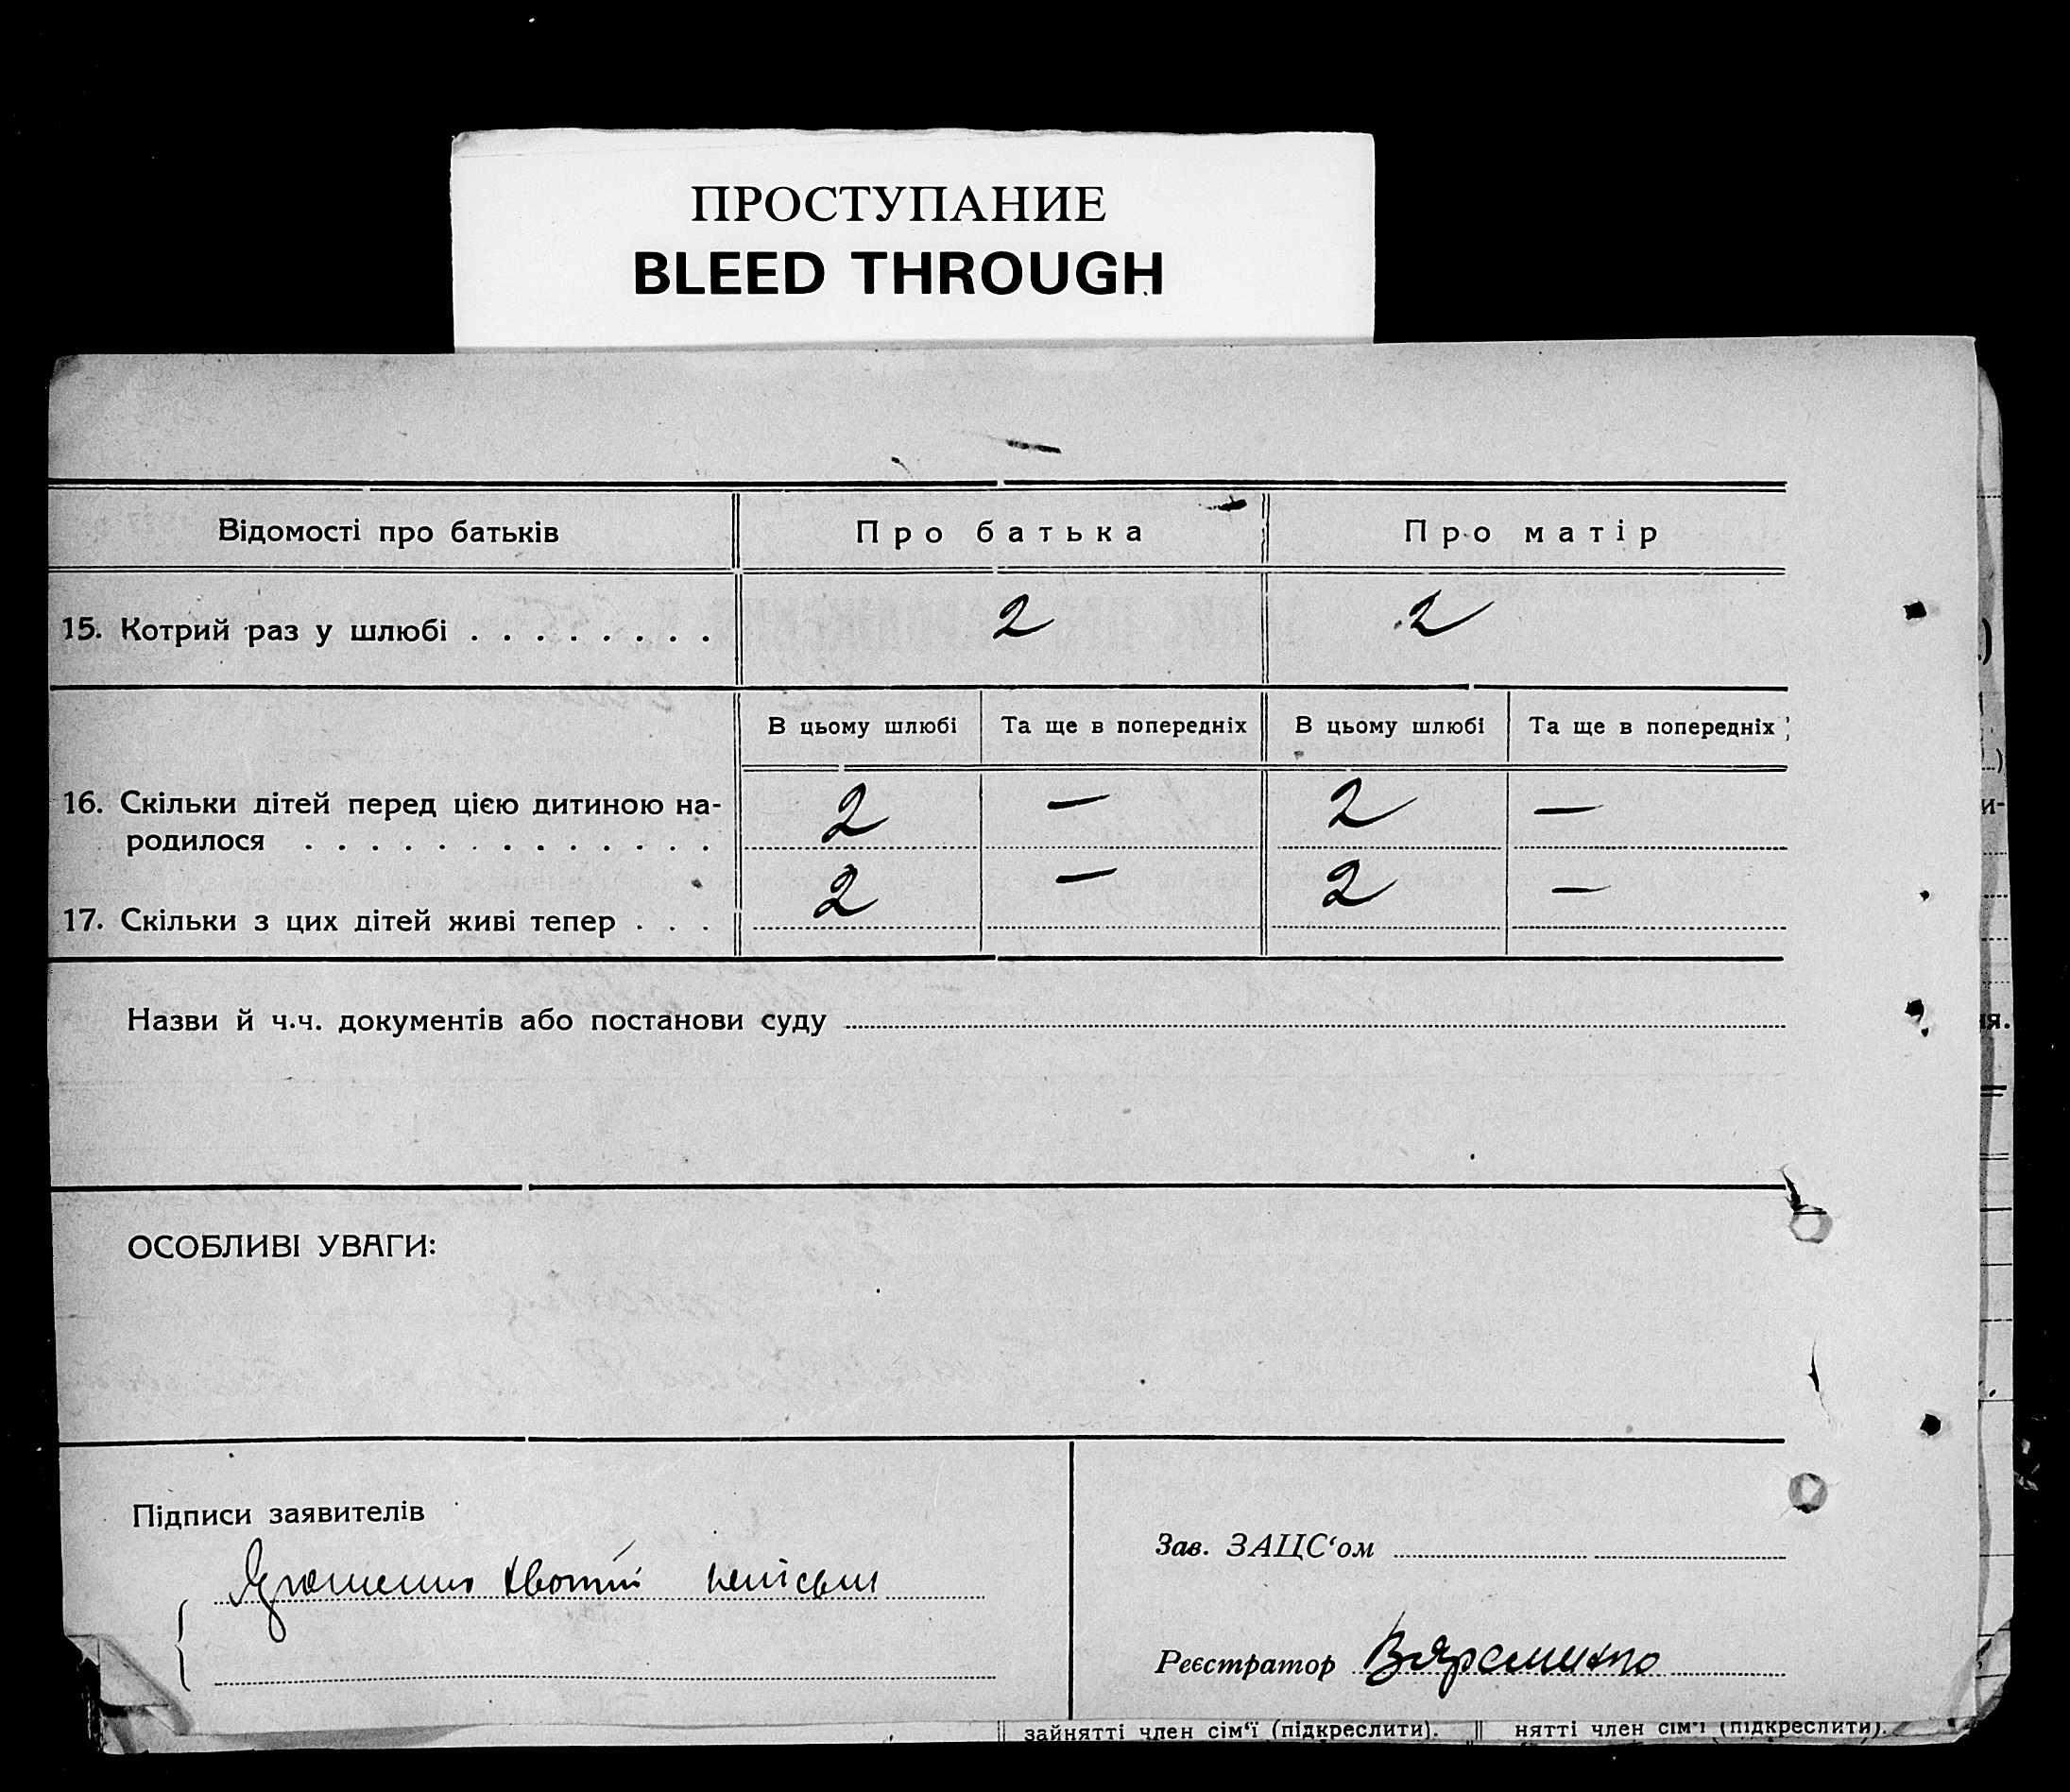 ПРОСТУПАНИЕ
BLEED THROUGH
Відомості про батьків Про батька Про матір
15. Котрий раз у шлюбі . . . . . . . . 2 2
В цьому шлюбі Та ще в попередніх В цьому шлюбі Та ще в попередніх
16. Скільки дітей перед цією дитиною на-
родилося . . . . . . . . . . . . . 2 — 2 —
17. Скільки з цих дітей живі тепер . . . 2 — 2 —
Назви й ч.ч. документів або постанови суду
ОСОБЛИВІ УВАГИ:
Підписи заявителів
Зав. ЗАЦС‘ом
Реєстратор
зайнятті член сім‘ї (підкреслити). нятті член сім‘ї (підкреслити).